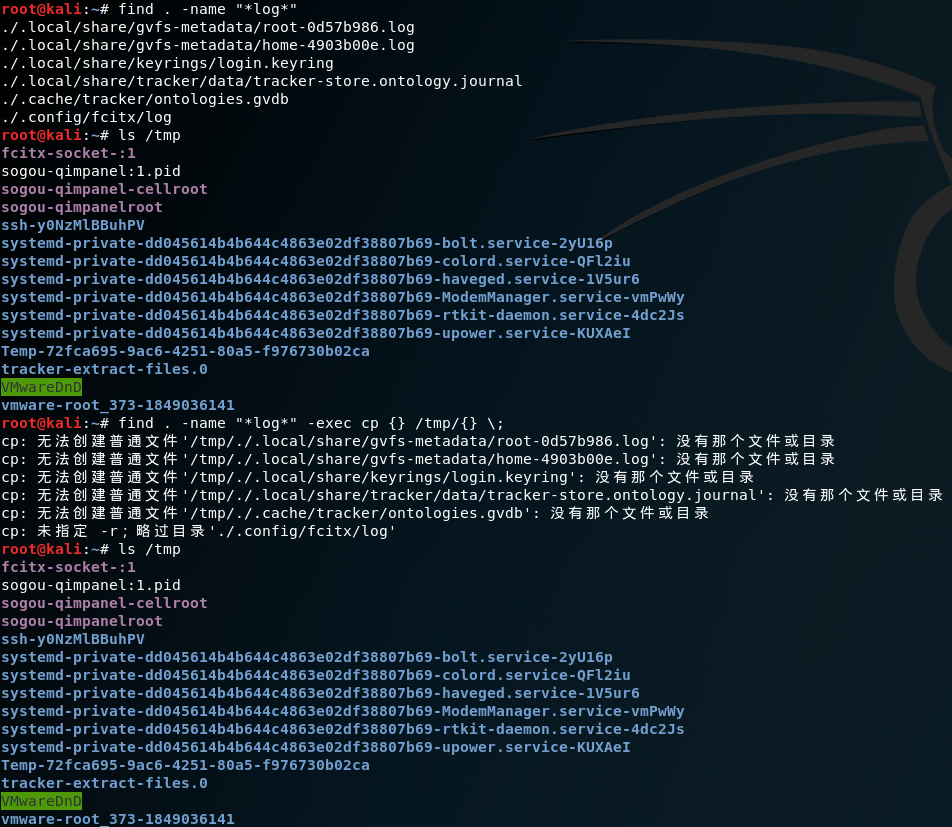 root@kali:~# find . -name "*log*"
./.local/share/gvfs-metadata/root-0d57b986.log
./.local/share/gvfs-metadata/home-4903b00e.log
./.local/share/keyrings/login.keyring
./.local/share/tracker/data/tracker-store.ontology.journal
./.cache/tracker/ontologies.gvdb
./.config/fcitx/log
root@kali:~# ls /tmp
fcitx-socket-:1
sogou-qimpanel:1.pid
sogou-qimpanel-cellroot
sogou-qimpanelroot
ssh-y0NzMlBBuhPV
systemd-private-dd045614b4b644c4863e02df38807b69-bolt.service-2yU16p
systemd-private-dd045614b4b644c4863e02df38807b69-colord.service-QFl2iu
systemd-private-dd045614b4b644c4863e02df38807b69-haveged.service-1V5ur6
systemd-private-dd045614b4b644c4863e02df38807b69-ModemManager.service-vmPwWy
systemd-private-dd045614b4b644c4863e02df38807b69-rtkit-daemon.service-4dc2Js
systemd-private-dd045614b4b644c4863e02df38807b69-upower.service-KUXAeI
Temp-72fca695-9ac6-4251-80a5-f976730b02ca
tracker-extract-files.0
VMwareDnD
vmware-root_373-1849036141
root@kali:~# find . -name "*log*" -exec cp {} /tmp/{} \;
cp: 无法创建普通文件'/tmp/./.local/share/gvfs-metadata/root-0d57b986.log': 没有那个文件或目录
cp: 无法创建普通文件'/tmp/./.local/share/gvfs-metadata/home-4903b00e.log': 没有那个文件或目录
cp: 无法创建普通文件'/tmp/./.local/share/keyrings/login.keyring': 没有那个文件或目录
cp: 无法创建普通文件'/tmp/./.local/share/tracker/data/tracker-store.ontology.journal': 没有那个文件或目录
cp: 无法创建普通文件'/tmp/./.cache/tracker/ontologies.gvdb': 没有那个文件或目录
cp: 未指定 -r；略过目录'./.config/fcitx/log'
root@kali:~# ls /tmp
fcitx-socket-:1
sogou-qimpanel:1.pid
sogou-qimpanel-cellroot
sogou-qimpanelroot
ssh-y0NzMlBBuhPV
systemd-private-dd045614b4b644c4863e02df38807b69-bolt.service-2yU16p
systemd-private-dd045614b4b644c4863e02df38807b69-colord.service-QFl2iu
systemd-private-dd045614b4b644c4863e02df38807b69-haveged.service-1V5ur6
systemd-private-dd045614b4b644c4863e02df38807b69-ModemManager.service-vmPwWy
systemd-private-dd045614b4b644c4863e02df38807b69-rtkit-daemon.service-4dc2Js
systemd-private-dd045614b4b644c4863e02df38807b69-upower.service-KUXAeI
Temp-72fca695-9ac6-4251-80a5-f976730b02ca
tracker-extract-files.0
VMwareDnD
vmware-root_373-1849036141